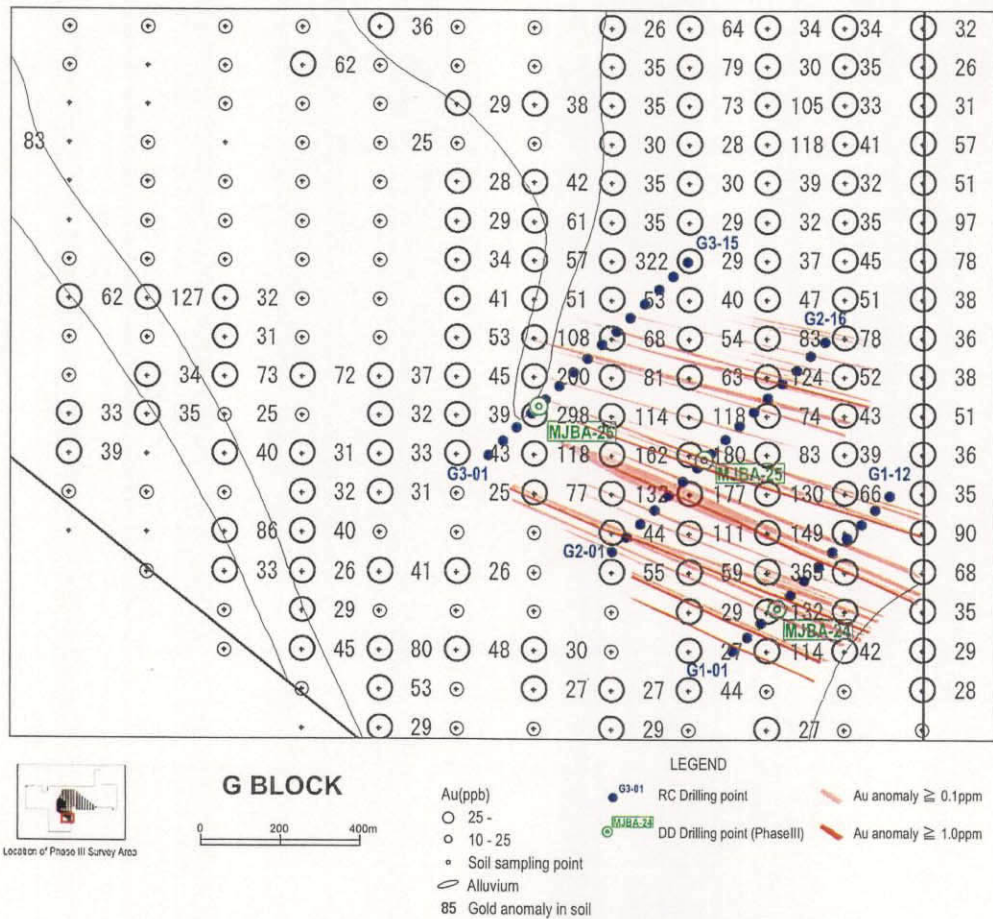 36 26 64 34 34 32
62 35 79 30 35 26
29 38 35 73 105 33 31
83 25 30 28 118 41 57
28 42 35 30 39 32 51
29 61 35 29 32 35 97
G3-15
34 57 322 29 37 45 78
62 127 32 41 51 53 40 47 51 38
G2-16
31 53 108 68 54 83 78 36
34 73 72 37 45 200 81 63 124 52 38
33 35 25 32 39 298 114 118 74 43 51
MJBA-26
39 40 31 33 43 118 162 180 83 39 36
G3-01 MJBA-25 G1-12
32 31 25 77 132 177 130 66 35
86 40 44 111 149 90
G2-01
33 26 41 26 55 59 365 68
29 29 132 35
MJBA-24
45 80 48 30 27 114 42 29
G1-01
53 27 27 44 28
29 29 27
Location of Phase III Survey Area
G BLOCK
0 200 400m
Au(ppb)
25 -
10 - 25
Soil sampling point
Alluvium
85 Gold anomaly in soil
LEGEND
G3-01 RC Drilling point
MJBA-24 DD Drilling point (PhaseIII)
Au anomaly ≧ 0.1ppm
Au anomaly ≧ 1.0ppm